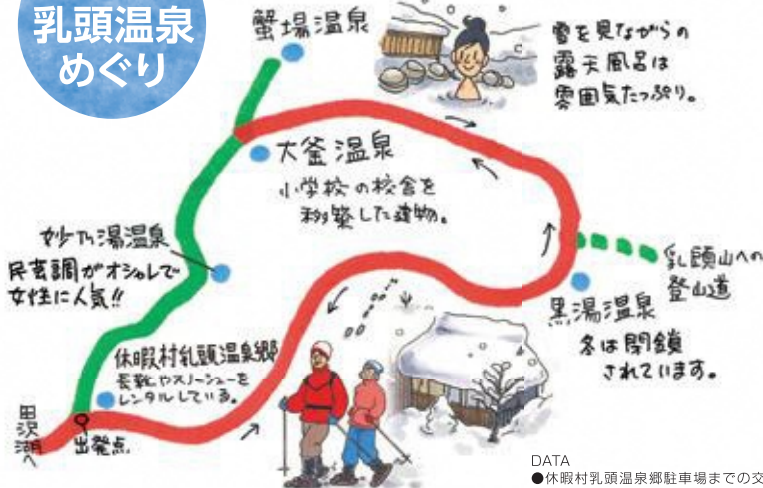 乳頭温泉
めぐり
蟹場温泉
雪を見ながらの
露天風呂は
雰囲気たっぷり。
大釜温泉
小学校の校舎を
移築した建物。
妙乃湯温泉
民芸調がオシャレで
女性に人気!!
乳頭山への
登山道
黒湯温泉
冬は閉鎖
されています。
休暇村乳頭温泉郷
長靴やスノーシューを
レンタルしている。
田沢湖へ
出発点
DATA
●休暇村乳頭温泉郷駐車場までの交